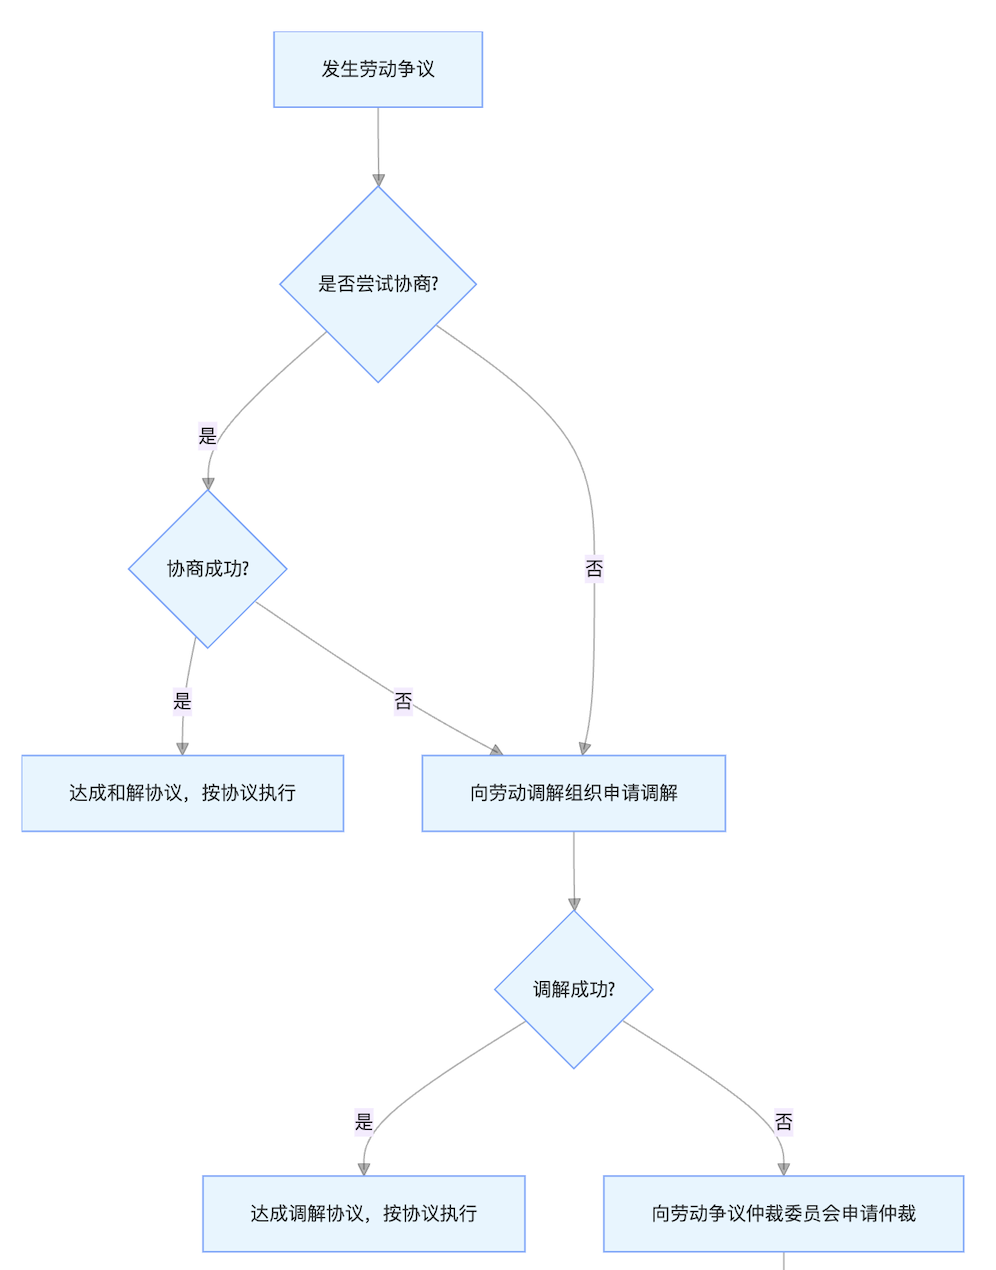 发生劳动争议
是否尝试协商?
是
否
协商成功?
是
否
达成和解协议，按协议执行
向劳动调解组织申请调解
调解成功?
是
否
达成调解协议，按协议执行
向劳动争议仲裁委员会申请仲裁